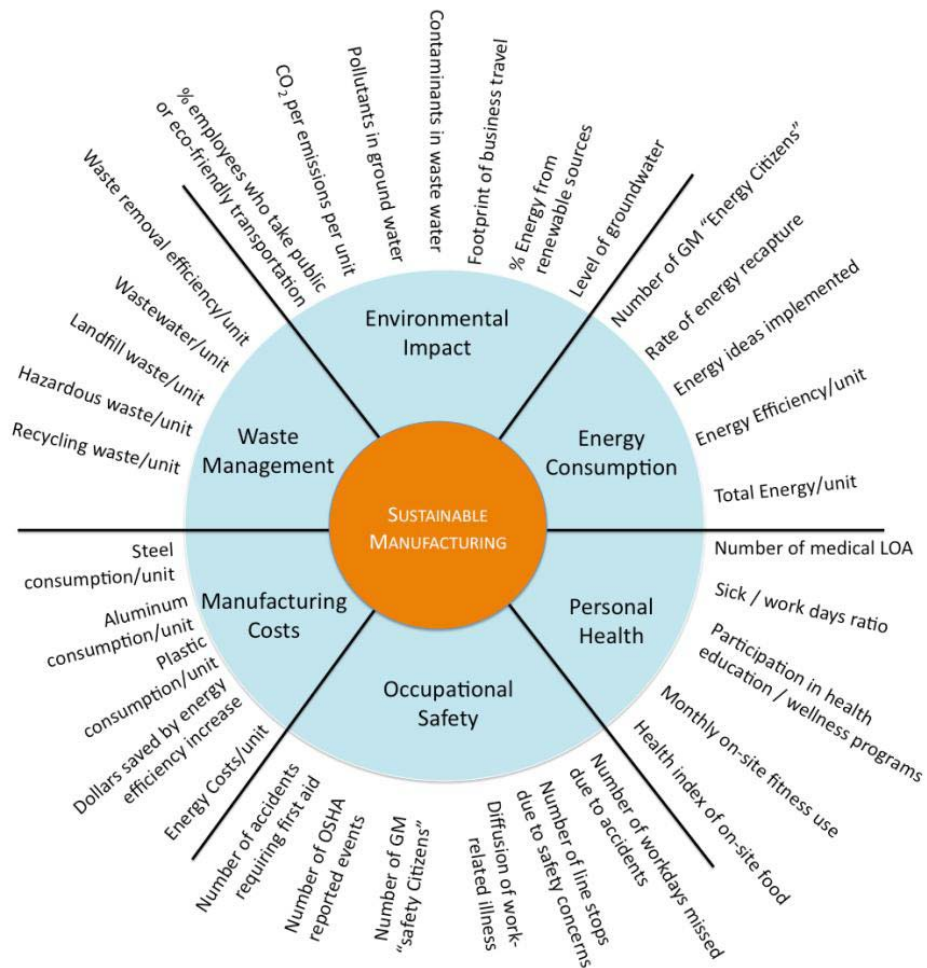 SUSTAINABLE
MANUFACTURING
Environmental
Impact
% employees who take public
or eco-friendly transportation
CO₂ per emissions per unit
Pollutants in ground water
Contaminants in waste water
Footprint of business travel
% Energy from
renewable sources
Level of groundwater
Energy
Consumption
Number of GM “Energy Citizens”
Rate of energy recapture
Energy ideas implemented
Energy Efficiency/unit
Total Energy/unit
Personal
Health
Number of medical LOA
Sick / work days ratio
Participation in health
education / wellness programs
Monthly on-site fitness use
Health index of on-site food
Occupational
Safety
Number of workdays missed
due to accidents
Number of line stops
due to safety concerns
Diffusion of work-
related illness
Number of GM
“safety Citizens”
Number of OSHA
reported events
Number of accidents
requiring first aid
Manufacturing
Costs
Energy Costs/unit
Dollars saved by energy
efficiency increase
Plastic
consumption/unit
Aluminum
consumption/unit
Steel
consumption/unit
Waste
Management
Recycling waste/unit
Hazardous waste/unit
Landfill waste/unit
Wastewater/unit
Waste removal efficiency/unit